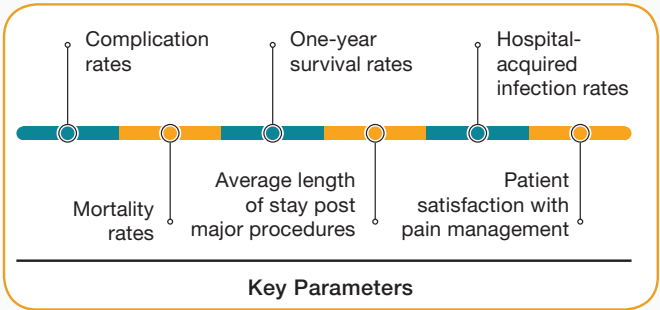 Complication
rates
One-year
survival rates
Hospital-
acquired
infection rates
Mortality
rates
Average length
of stay post
major procedures
Patient
satisfaction with
pain management
Key Parameters